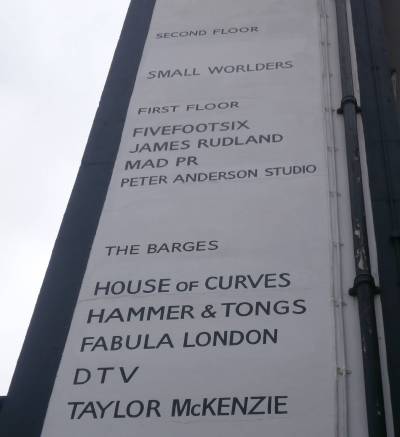 SECOND FLOOR
SMALL WORLDERS
FIRST FLOOR
FIVEFOOTSIX
JAMES RUDLAND
MAD PR
PETER ANDERSON STUDIO
THE BARGES
HOUSE OF CURVES
HAMMER & TONGS
FABULA LONDON
DTV
TAYLOR McKENZIE